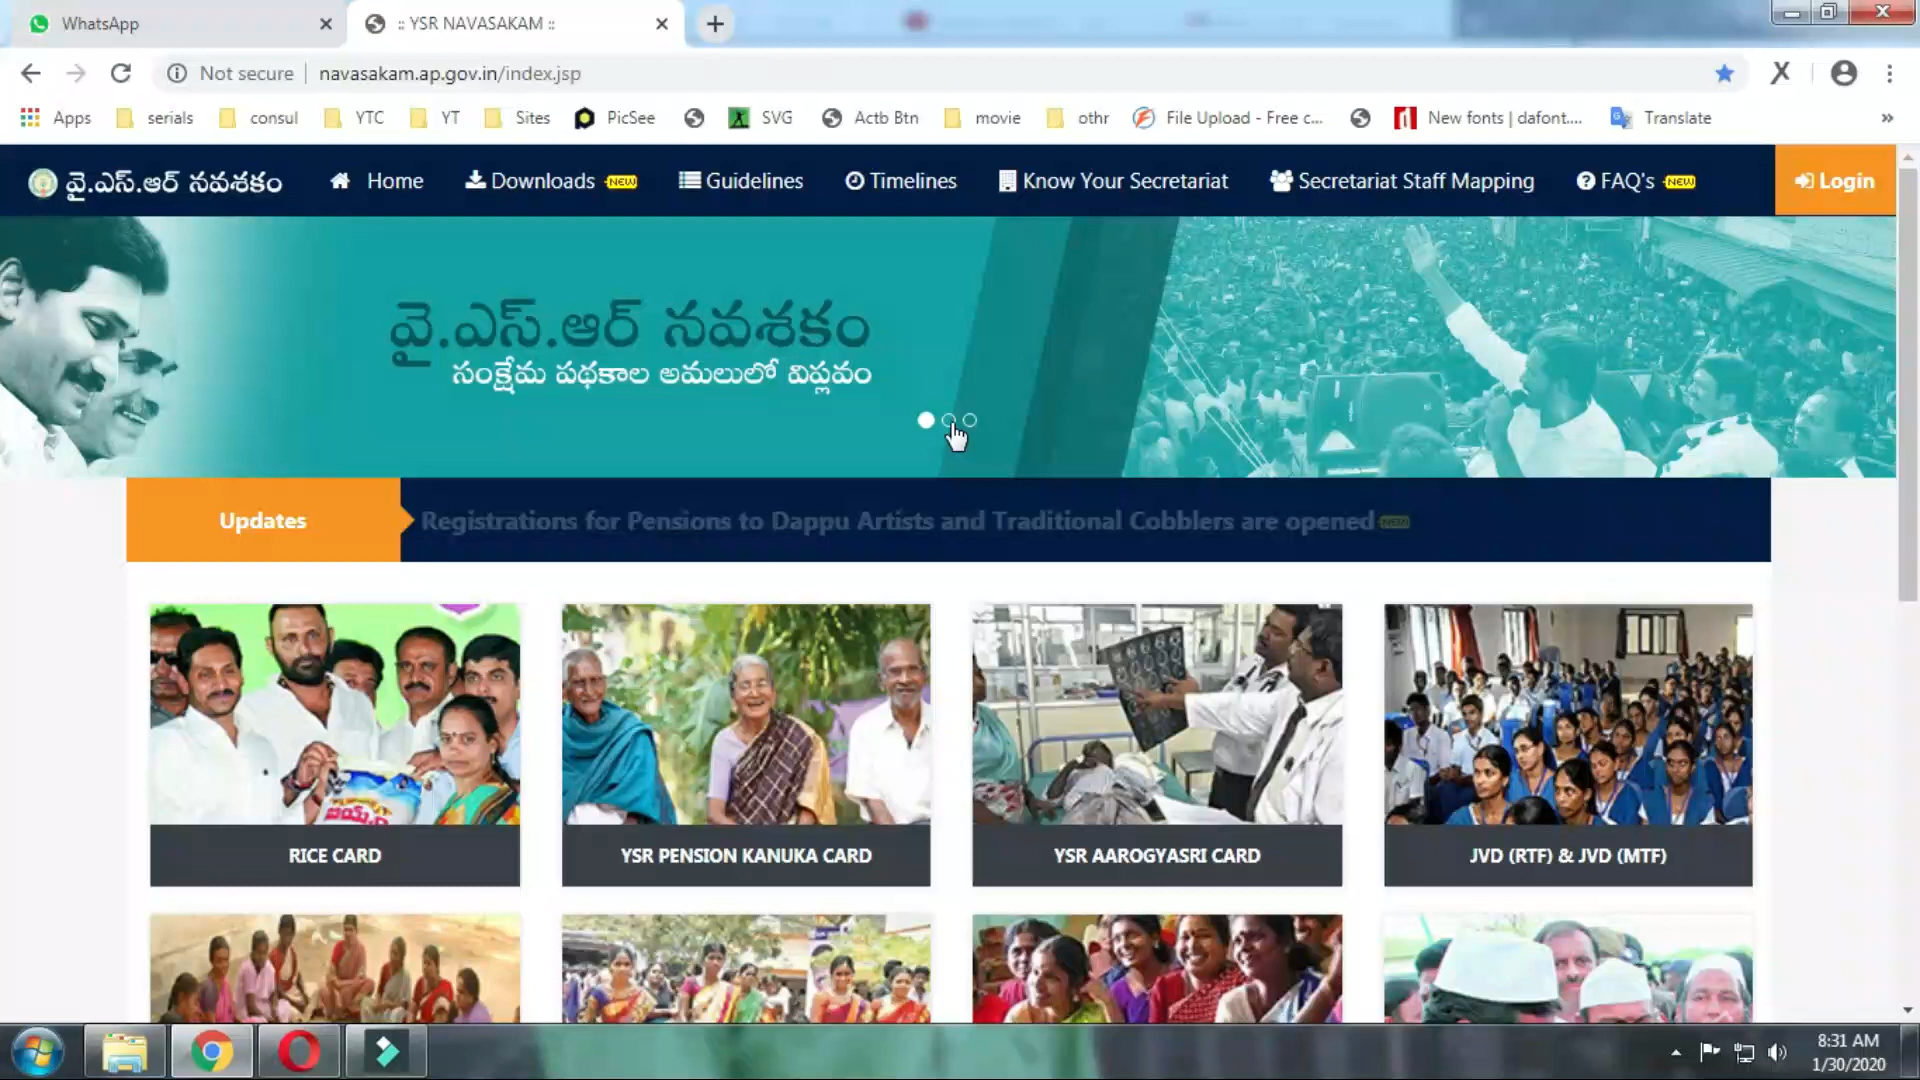 WhatsApp
:: YSR NAVASAKAM ::
Not secure
navasakam.ap.gov.in/index.jsp
X
Apps
serials
consul
YTC
YT
Sites
PicSee
SVG
Actb Btn
movie
othr
File Upload - Free c...
New fonts | dafont....
Translate
»
వై.ఎస్.ఆర్ నవశకం
Home
Downloads NEW
Guidelines
Timelines
Know Your Secretariat
Secretariat Staff Mapping
FAQ's NEW
Login
వై.ఎస్.ఆర్ నవశకం
సంక్షేమ పథకాల అమలులో విప్లవం
Updates
Registrations for Pensions to Dappu Artists and Traditional Cobblers are opened NEW
RICE CARD
YSR PENSION KANUKA CARD
YSR AAROGYASRI CARD
JVD (RTF) & JVD (MTF)
8:31 AM
1/30/2020